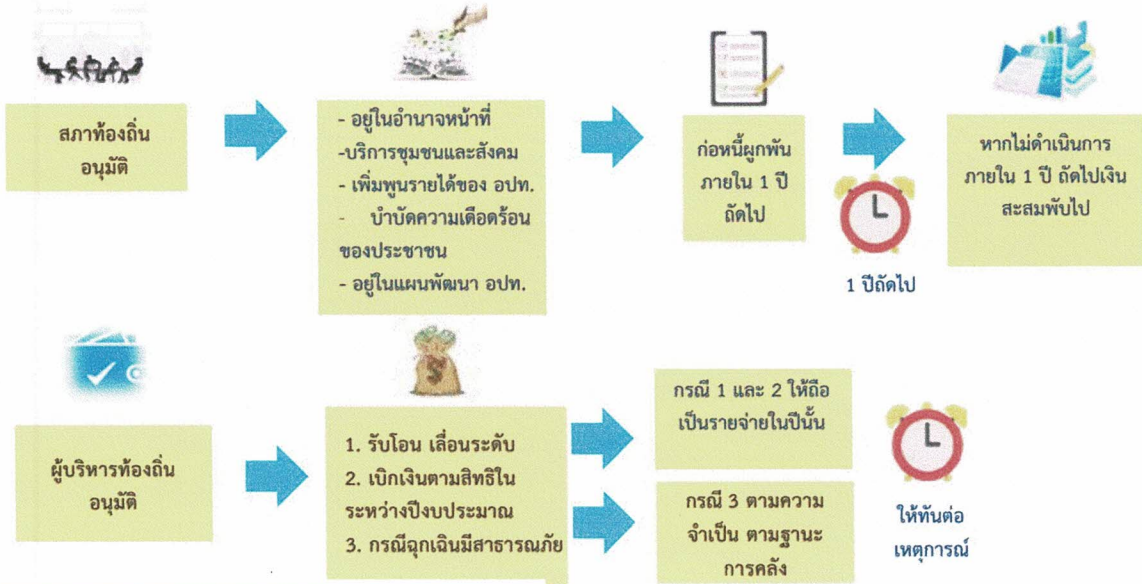 สภาท้องถิ่น
อนุมัติ
- อยู่ในอำนาจหน้าที่
-บริการชุมชนและสังคม
- เพิ่มพูนรายได้ของ อปท.
- บำบัดความเดือดร้อน
ของประชาชน
- อยู่ในแผนพัฒนา อปท.
ก่อหนี้ผูกพัน
ภายใน 1 ปี
ถัดไป
1 ปีถัดไป
หากไม่ดำเนินการ
ภายใน 1 ปี ถัดไปเงิน
สะสมพับไป
ผู้บริหารท้องถิ่น
อนุมัติ
1. รับโอน เลื่อนระดับ
2. เบิกเงินตามสิทธิใน
ระหว่างปีงบประมาณ
3. กรณีฉุกเฉินมีสาธารณภัย
กรณี 1 และ 2 ให้ถือ
เป็นรายจ่ายในปีนั้น
กรณี 3 ตามความ
จำเป็น ตามฐานะ
การคลัง
ให้ทันต่อ
เหตุการณ์